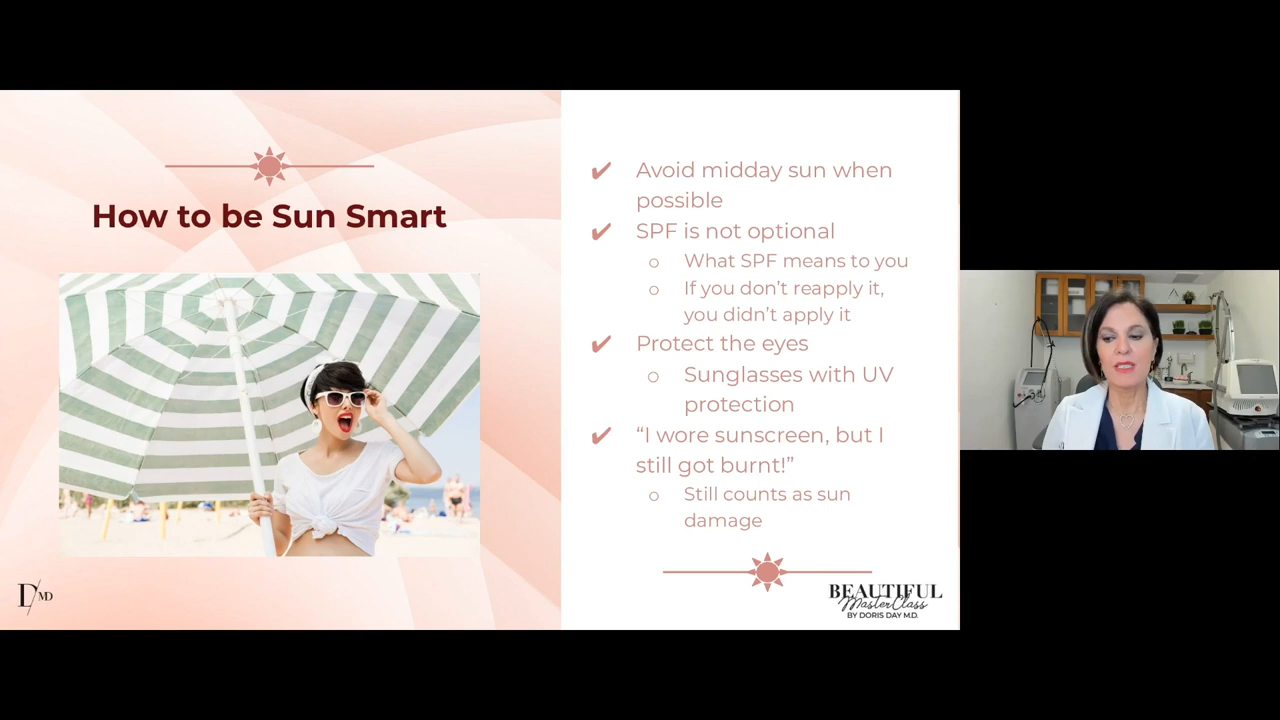 How to be Sun Smart
✔ Avoid midday sun when
possible
✔ SPF is not optional
o What SPF means to you
o If you don’t reapply it,
you didn’t apply it
✔ Protect the eyes
o Sunglasses with UV
protection
✔ “I wore sunscreen, but I
still got burnt!”
o Still counts as sun
damage
D/MD
BEAUTIFUL
MasterClass
BY DORIS DAY M.D.